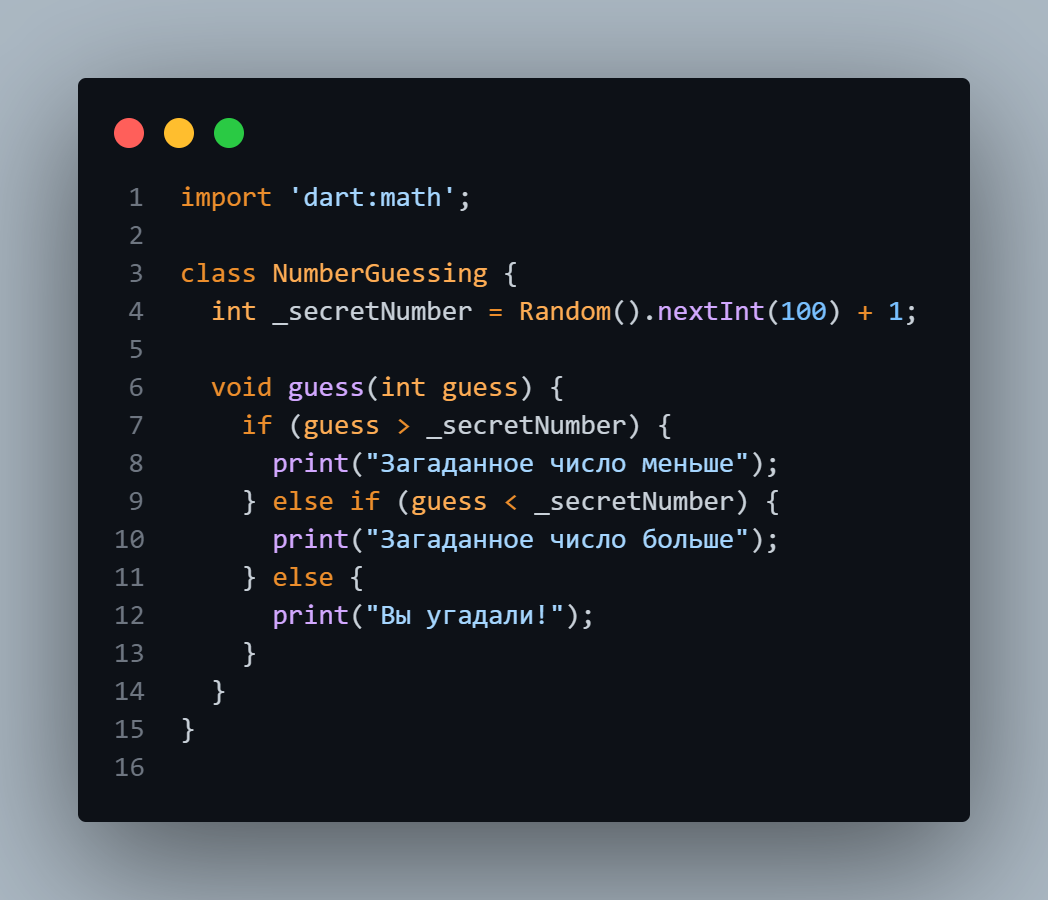 1 import 'dart:math';
2
3 class NumberGuessing {
4   int _secretNumber = Random().nextInt(100) + 1;
5
6   void guess(int guess) {
7     if (guess > _secretNumber) {
8       print("Загаданное число меньше");
9     } else if (guess < _secretNumber) {
10       print("Загаданное число больше");
11     } else {
12       print("Вы угадали!");
13     }
14   }
15 }
16